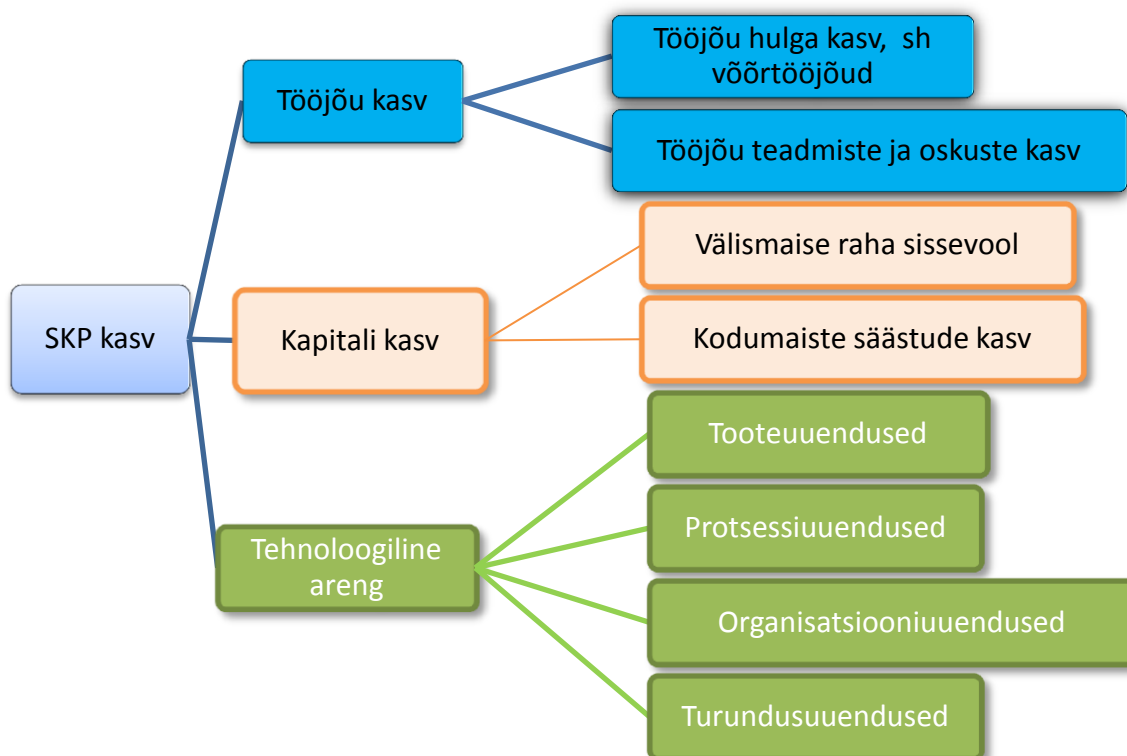 Tööjõu hulga kasv, sh
võõrtööjõud
Tööjõu kasv
Tööjõu teadmiste ja oskuste kasv
Välismaise raha sissevool
SKP kasv
Kapitali kasv
Kodumaiste säästude kasv
Tooteuuendused
Protsessiuuendused
Tehnoloogiline
areng
Organisatsiooniuuendused
Turundusuuendused